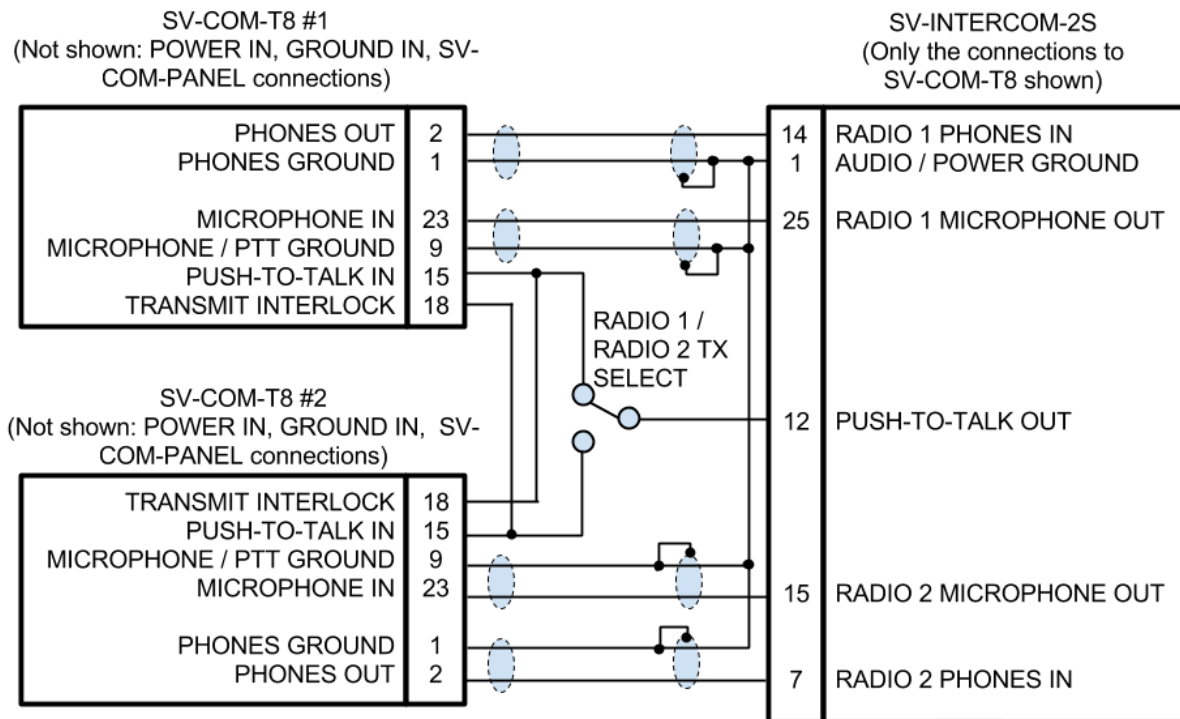 SV-COM-T8 #1
(Not shown: POWER IN, GROUND IN, SV-
COM-PANEL connections)
SV-INTERCOM-2S
(Only the connections to
SV-COM-T8 shown)
PHONES OUT 2
PHONES GROUND 1
MICROPHONE IN 23
MICROPHONE / PTT GROUND 9
PUSH-TO-TALK IN 15
TRANSMIT INTERLOCK 18
14 RADIO 1 PHONES IN
1 AUDIO / POWER GROUND
25 RADIO 1 MICROPHONE OUT
RADIO 1 /
RADIO 2 TX
SELECT
12 PUSH-TO-TALK OUT
SV-COM-T8 #2
(Not shown: POWER IN, GROUND IN, SV-
COM-PANEL connections)
TRANSMIT INTERLOCK 18
PUSH-TO-TALK IN 15
MICROPHONE / PTT GROUND 9
MICROPHONE IN 23
PHONES GROUND 1
PHONES OUT 2
15 RADIO 2 MICROPHONE OUT
7 RADIO 2 PHONES IN